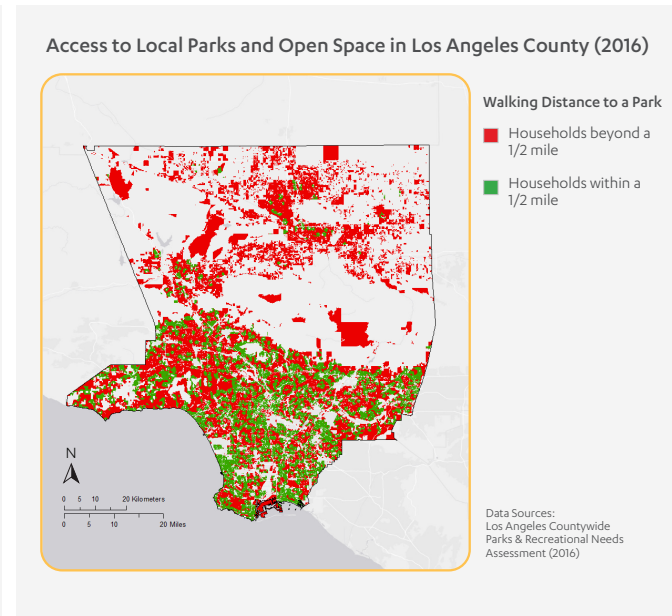 Access to Local Parks and Open Space in Los Angeles County (2016)
Walking Distance to a Park
Households beyond a
1/2 mile
Households within a
1/2 mile
N
0 5 10 20 Kilometers
0 5 10 20 Miles
Data Sources:
Los Angeles Countywide
Parks & Recreational Needs
Assessment (2016)